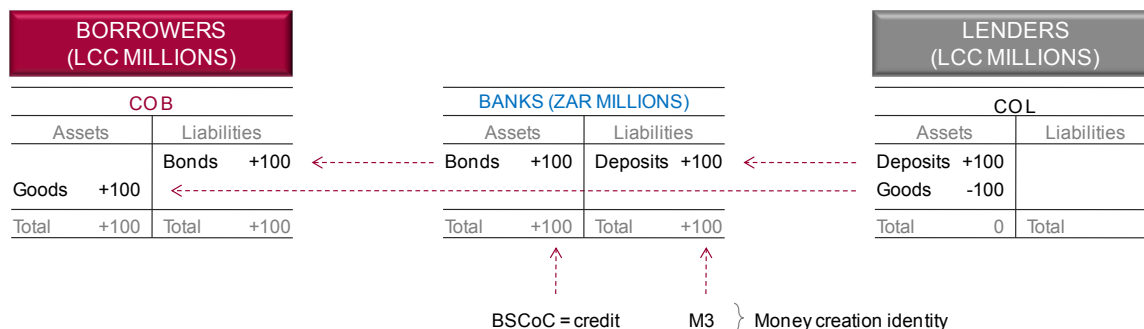 BORROWERS
(LCC MILLIONS)
LENDERS
(LCC MILLIONS)
COB
BANKS (ZAR MILLIONS)
COL
Assets Liabilities Assets Liabilities Assets Liabilities
Bonds +100 Bonds +100 Deposits +100 Deposits +100
Goods +100 Goods -100
Total +100 Total +100 Total +100 Total +100 Total 0 Total
BSCoC = credit M3 } Money creation identity